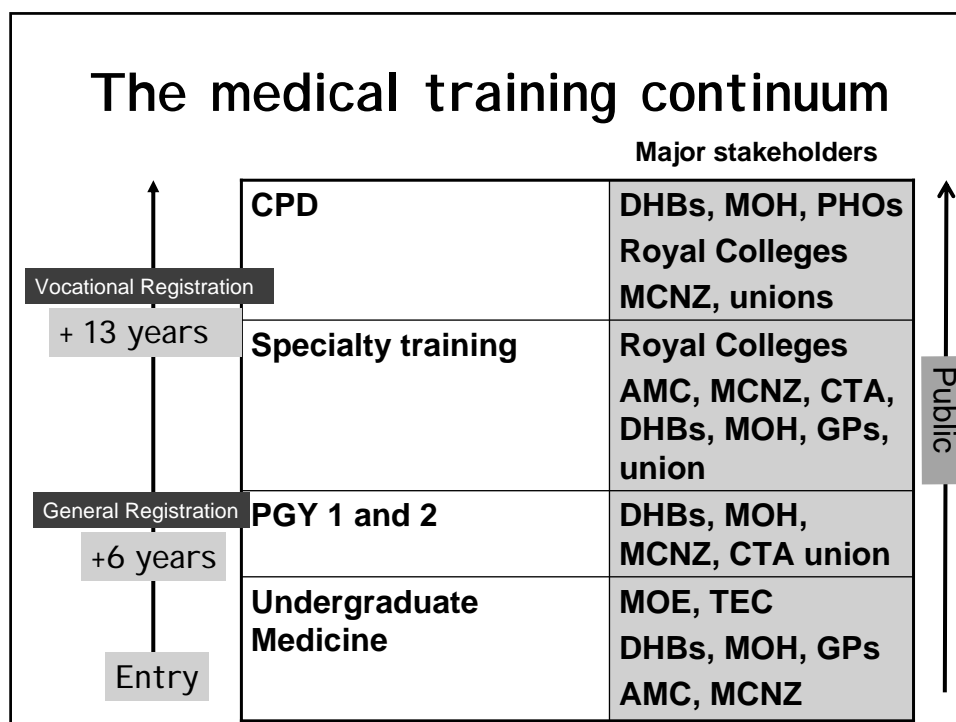 The medical training continuum
Major stakeholders
CPD
DHBs, MOH, PHOs
Royal Colleges
MCNZ, unions
Vocational Registration
+ 13 years
Specialty training
Royal Colleges
AMC, MCNZ, CTA,
DHBs, MOH, GPs,
union
General Registration
+6 years
PGY 1 and 2
DHBs, MOH,
MCNZ, CTA union
Undergraduate
Medicine
MOE, TEC
DHBs, MOH, GPs
AMC, MCNZ
Entry
Public